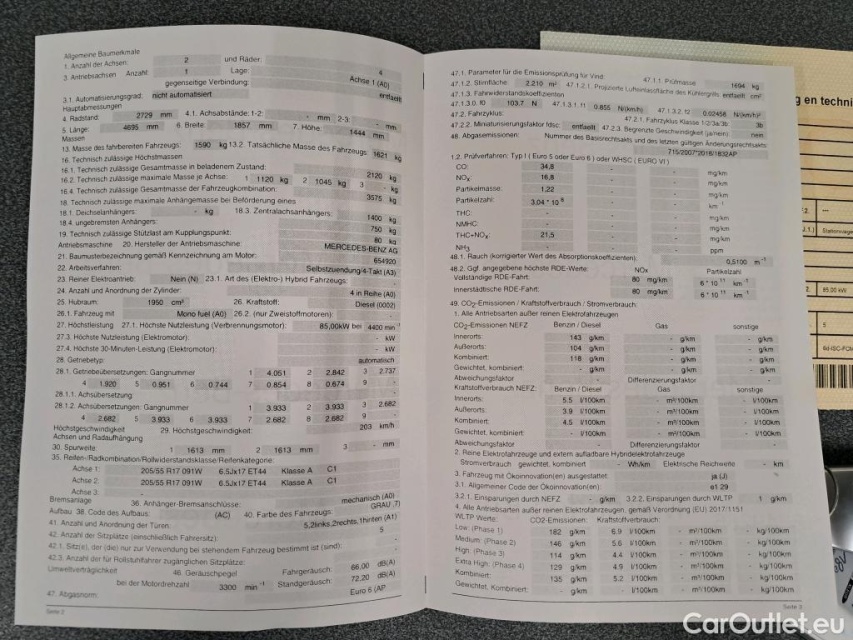 Allgemeine Baumerkmale
1. Anzahl der Achsen: 2 und Räder: 4
3. Antriebsachsen Anzahl: 1 Lage: Achse 1 (A0)
gegenseitige Verbindung: entfaellt
3.1. Automatisierungsgrad: nicht automatisiert
Hauptabmessungen
4. Radstand: 2729 mm 4.1. Achsabstände: 1-2: - mm 2-3: - mm
5. Länge: 4695 mm 6. Breite: 1857 mm 7. Höhe: 1444 mm
Massen
13. Masse des fahrbereiten Fahrzeugs: 1590 kg 13.2 Tatsächliche Masse des Fahrzeugs 1621 kg
16. Technisch zulässige Höchstmassen
16.1. Technisch zulässige Gesamtmasse in beladenem Zustand: 2120 kg
16.2. Technisch zulässige maximale Masse je Achse: 1 1120 kg 2 1045 kg 3 - kg
16.4 Technisch zulässige Gesamtmasse der Fahrzeugkombination: 3575 kg
18. Technisch zulässige maximale Anhängemasse bei Beförderung eines
18.1. Deichselanhängers: - kg 18.3. Zentralachsanhängers: 1400 kg
18.4. ungebremsten Anhängers: 750 kg
19. Technisch zulässige Stützlast am Kupplungspunkt: 80 kg
Antriebsmaschine 20. Hersteller der Antriebsmaschine: MERCEDES-BENZ AG
21. Baumusterbezeichnung gemäß Kennzeichnung am Motor: 654920
22. Arbeitsverfahren: Selbstzuendung/4-Takt (A3)
23. Reiner Elektroantrieb: Nein (N) 23.1. Art des (Elektro-) Hybrid Fahrzeugs: -
24. Anzahl und Anordnung der Zylinder: 4 in Reihe (A0)
25. Hubraum: 1950 cm³ 26. Kraftstoff: Diesel (0002)
26.1. Fahrzeug mit Mono fuel (A0) 26.2. (nur Zweistoffmotoren): -
27. Höchstleistung 27.1. Höchste Nutzleistung (Verbrennungsmotor): 85,00kW bei 4400 min-1
27.3. Höchste Nutzleistung (Elektromotor): - kW
27.4. Höchste 30-Minuten-Leistung (Elektromotor): - kW
28. Getriebetyp: automatisch
28.1. Getriebeübersetzungen: Gangnummer 1 4.051 2 2.842 3 2.737
4 1.920 5 0.951 6 0.744 7 0.854 8 0.674 9 -
28.1.1. Achsübersetzung:
28.1.2. Achsübersetzungen: Gangnummer 1 3.933 2 3.933 3 2.682
4 2.682 5 3.933 6 3.933 7 2.682 8 2.682 9 -
Höchstgeschwindigkeit 29. Höchstgeschwindigkeit: 203 km/h
Achsen und Radaufhängung
30. Spurweite 1 1613 mm 2 1613 mm 3 - mm
35. Reifen-/Radkombination/Rollwiderstandsklasse/Reifenkategorie:
Achse 1: 205/55 R17 091W 6.5Jx17 ET44 Klasse A C1
Achse 2: 205/55 R17 091W 6.5Jx17 ET44 Klasse A C1
Achse 3: -
Bremsanlage 36. Anhänger-Bremsanschlüsse: mechanisch (A0)
Aufbau 38. Code des Aufbaus: (AC) 40. Farbe des Fahrzeugs: GRAU (7)
41. Anzahl und Anordnung der Türen: 5,2links,2rechts,1hinten (A1)
42. Anzahl der Sitzplätze (einschließlich Fahrersitz): 5
42.1. Sitz(e), der (die) nur zur Verwendung bei stehendem Fahrzeug bestimmt ist (sind): -
42.3. Anzahl der für Rollstuhlfahrer zugänglichen Sitzplätze: -
Umweltverträglichkeit 46. Geräuschpegel Fahrgeräusch: 66,00 dB(A)
bei der Motordrehzahl 3300 min-1 Standgeräusch: 72,20 dB(A)
47. Abgasnorm: Euro 6 (AP
Seite 2
47.1. Parameter für die Emissionsprüfung für Vind: 47.1.1. Prüfmasse 1694 kg
47.1.2. Stirnfläche: 2.210 m² 47.1.2.1. Projizierte Lufteinlassfläche des Kühlergrills entfaellt cm²
47.1.3. Fahrwiderstandskoeffizienten
47.1.3.0. f0 103.7 N 47.1.3.1. f1 0.855 N/(km/h) 47.1.3.2. f2 0.02458 N/(km/h)²
47.2. Fahrzyklus: 47.2.1. Fahrzyklus Klasse 1/2/3a/3b: 3b
47.2.2. Miniaturisierungsfaktor fdsc: entfaellt 47.2.3. Begrenzte Geschwindigkeit (ja/nein): nein
48. Abgasemissionen: Nummer des Basisrechtsakts und des letzten gültigen Änderungsrechtsakts:
715/2007*2018/1832AP
1.2. Prüfverfahren: Typ I (Euro 5 oder Euro 6) oder WHSC (EURO VI)
CO: 34,8 - mg/km
NOx: 16,8 - mg/km
Partikelmasse: 1,22 - mg/km
Partikelzahl: 3,04 * 10 8 - km-1
THC: - - mg/km
NMHC: - - mg/km
THC+NOx: 21,5 - mg/km
NH3: - - ppm
48.1. Rauch (korrigierter Wert des Absorptionskoeffizienten): 0,5100 m-1
48.2. Ggf. angegebene höchste RDE-Werte: NOx Partikelzahl
Vollständige RDE-Fahrt: 80 mg/km 6 * 10 11 km-1
Innerstädtische RDE-Fahrt: 80 mg/km 6 * 10 11 km-1
49. CO2-Emissionen / Kraftstoffverbrauch / Stromverbrauch:
1. Alle Antriebsarten außer reinen Elektrofahrzeugen
CO2-Emissionen NEFZ Benzin / Diesel Gas sonstige
Innerorts: 143 g/km - g/km - g/km
Außerorts: 104 g/km - g/km - g/km
Kombiniert: 118 g/km - g/km - g/km
Gewichtet, kombiniert: - g/km - g/km - g/km
Abweichungsfaktor - Differenzierungsfaktor -
Kraftstoffverbrauch NEFZ: Benzin / Diesel Gas sonstige
Innerorts: 5.5 l/100km - m³/100km - l/100km
Außerorts: 3.9 l/100km - m³/100km - l/100km
Kombiniert: 4.5 l/100km - m³/100km - l/100km
Gewichtet, kombiniert: - l/100km - m³/100km - l/100km
Abweichungsfaktor - Differenzierungsfaktor -
2. Reine Elektrofahrzeuge und extern aufladbare Hybridelektrofahrzeuge
Stromverbrauch gewichtet, kombiniert - Wh/km Elektrische Reichweite - km
3. Fahrzeug mit Ökoinnovation(en) ausgestattet: ja (J)
3.1. Allgemeiner Code der Ökoinnovation(en): e1 29
3.2.1. Einsparungen durch NEFZ - g/km 3.2.2. Einsparungen durch WLTP 1 g/km
4. Alle Antriebsarten außer reinen Elektrofahrzeugen, gemäß Verordnung (EU) 2017/1151
WLTP Werte: CO2-Emissionen: Kraftstoffverbrauch
Low: (Phase 1) 182 g/km 6.9 l/100km - m³/100km - kg/100km
Medium: (Phase 2) 146 g/km 5.6 l/100km - m³/100km - kg/100km
High: (Phase 3) 114 g/km 4.4 l/100km - m³/100km - kg/100km
Extra High: (Phase 4) 129 g/km 4.9 l/100km - m³/100km - kg/100km
Kombiniert: 135 g/km 5.2 l/100km - m³/100km - kg/100km
Gewichtet, Kombiniert: - g/km - l/100km - m³/100km - kg/100km
Seite 3
g en technic
85,00 kW
CarOutlet.eu